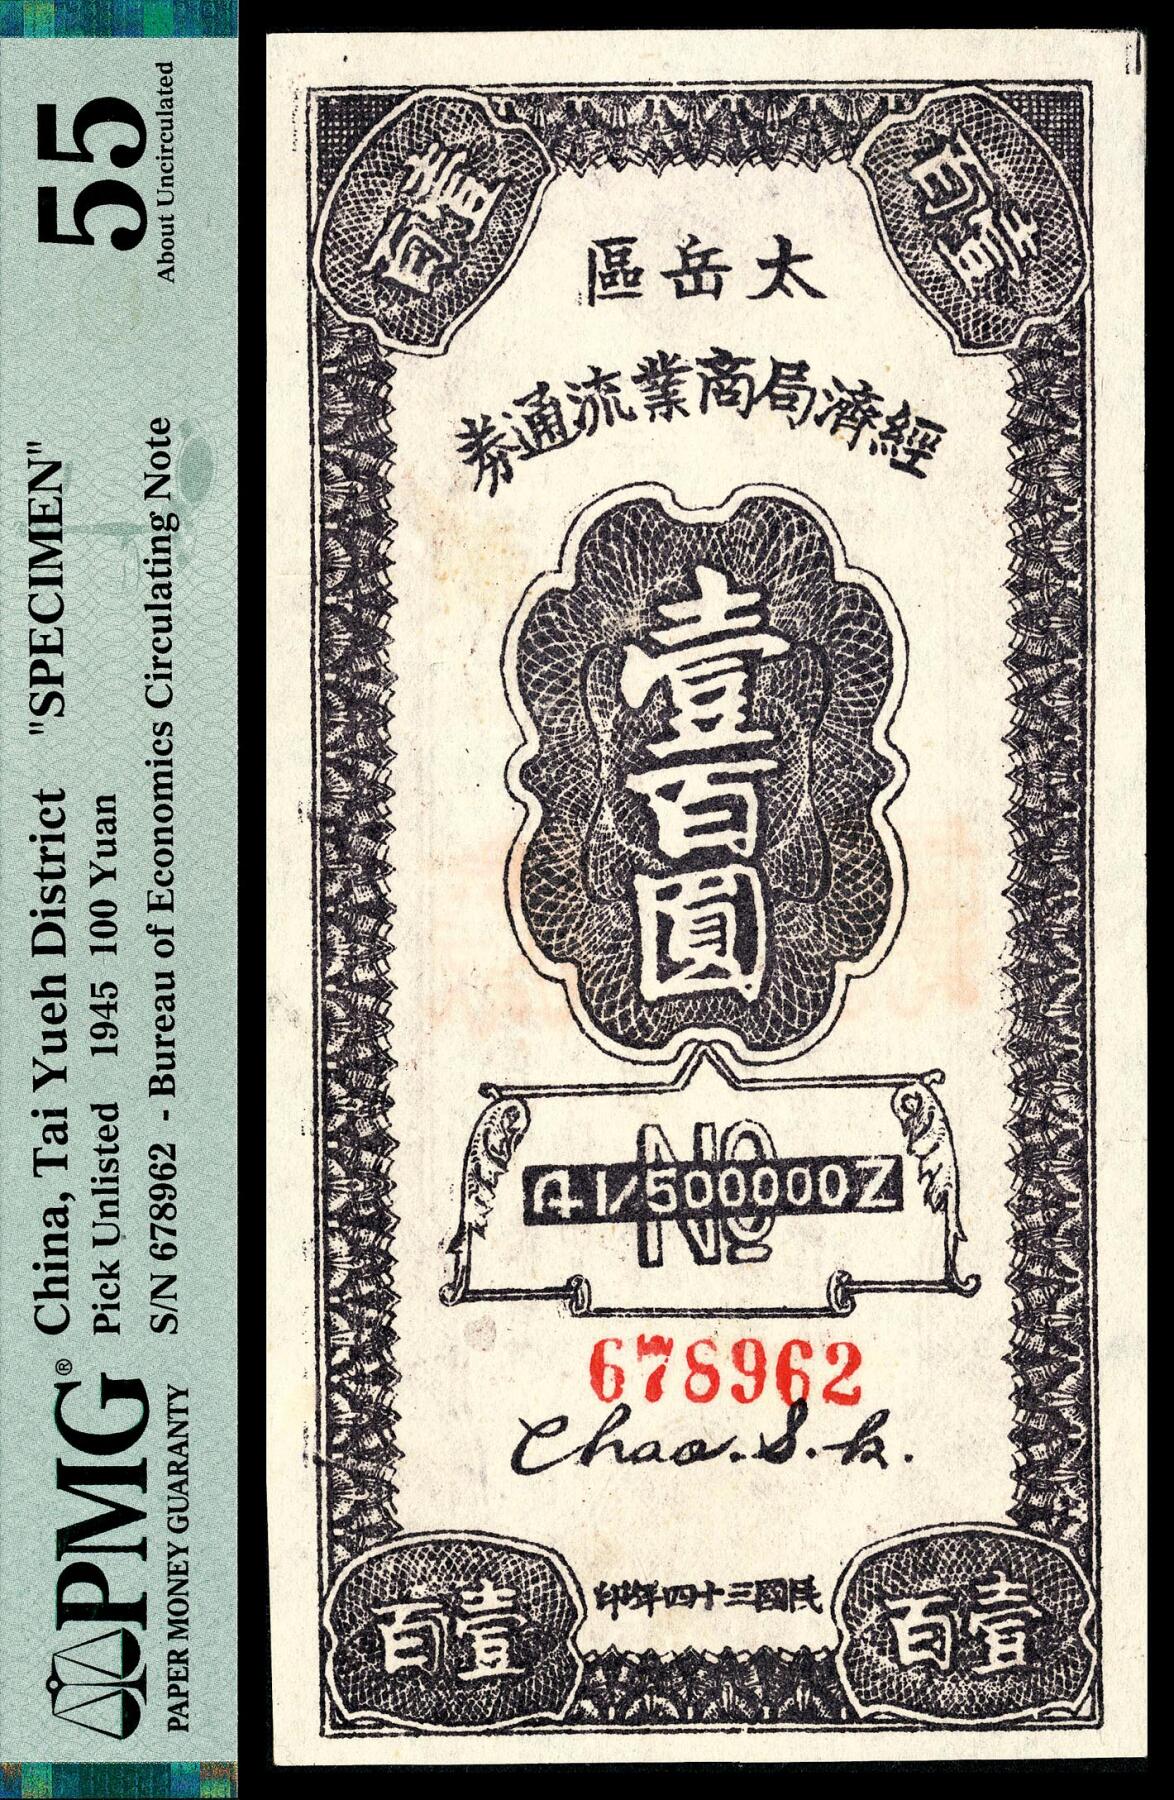 China, Tai Yueh District "SPECIMEN"
Pick Unlisted 1945 100 Yuan
S/N 678962 - Bureau of Economics Circulating Note
55
About Uncirculated
PMG®
PAPER MONEY GUARANTY
壹百
百壹
太岳區
經濟局商業流通券
壹百圓
No
500000Z
678962
Chao. S. k.
民國三十四年印
壹百
壹百